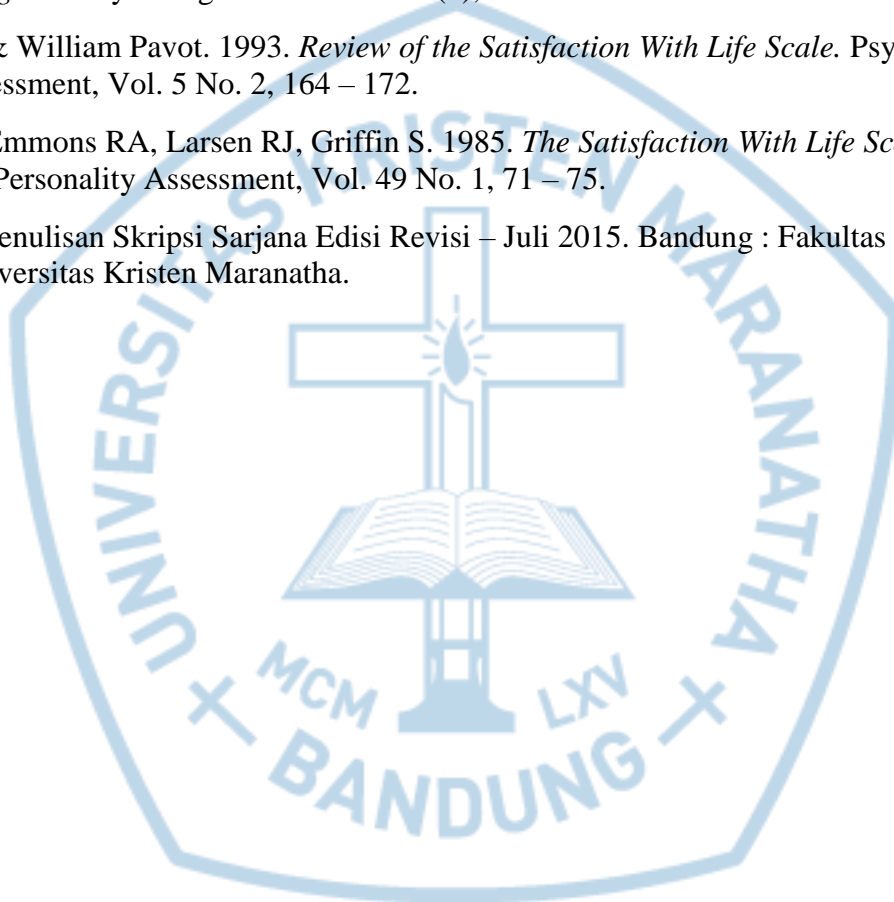 & William Pavot. 1993. Review of the Satisfaction With Life Scale. Psy
essment, Vol. 5 No. 2, 164 – 172.
Emmons RA, Larsen RJ, Griffin S. 1985. The Satisfaction With Life Sc
Personality Assessment, Vol. 49 No. 1, 71 – 75.
enulisan Skripsi Sarjana Edisi Revisi – Juli 2015. Bandung : Fakultas
versitas Kristen Maranatha.
UNIVERSITAS KRISTEN MARANATHA
MCM LXV
BANDUNG